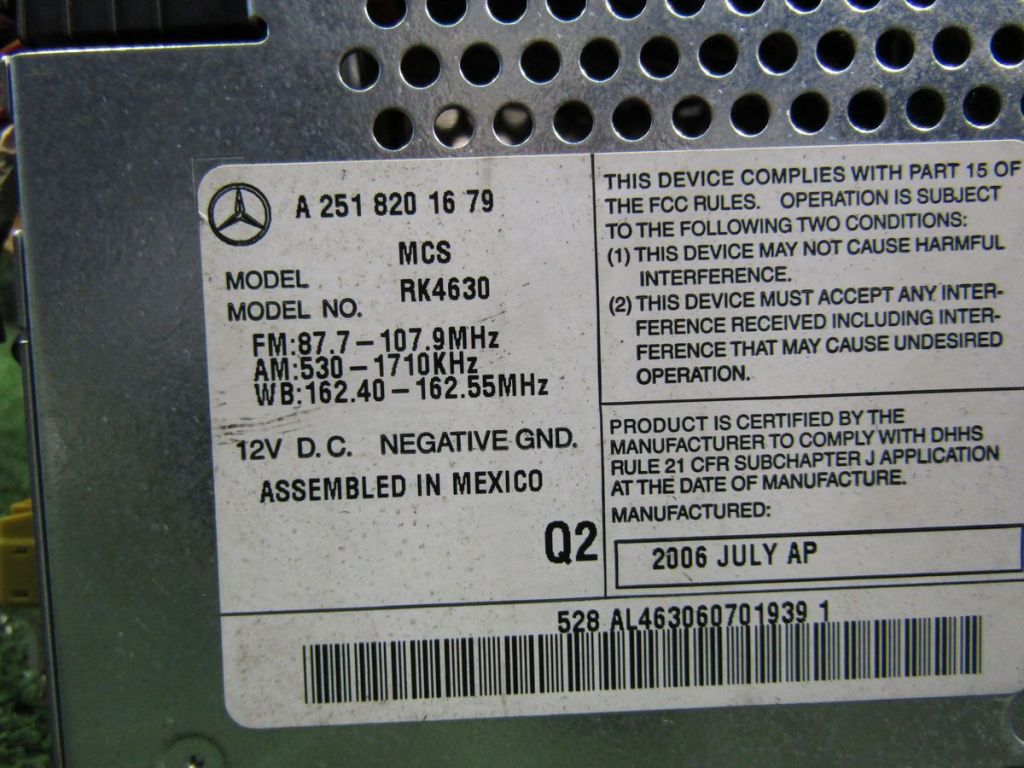 A 251 820 16 79
MODEL MCS
MODEL NO. RK4630
FM:87.7-107.9MHz
AM:530-1710KHz
WB:162.40-162.55MHz
12V D.C. NEGATIVE GND.
ASSEMBLED IN MEXICO
Q2
THIS DEVICE COMPLIES WITH PART 15 OF
THE FCC RULES. OPERATION IS SUBJECT
TO THE FOLLOWING TWO CONDITIONS:
(1) THIS DEVICE MAY NOT CAUSE HARMFUL
INTERFERENCE.
(2) THIS DEVICE MUST ACCEPT ANY INTER-
FERENCE RECEIVED INCLUDING INTER-
FERENCE THAT MAY CAUSE UNDESIRED
OPERATION.
PRODUCT IS CERTIFIED BY THE
MANUFACTURER TO COMPLY WITH DHHS
RULE 21 CFR SUBCHAPTER J APPLICATION
AT THE DATE OF MANUFACTURE.
MANUFACTURED:
2006 JULY AP
528 AL463060701939 1